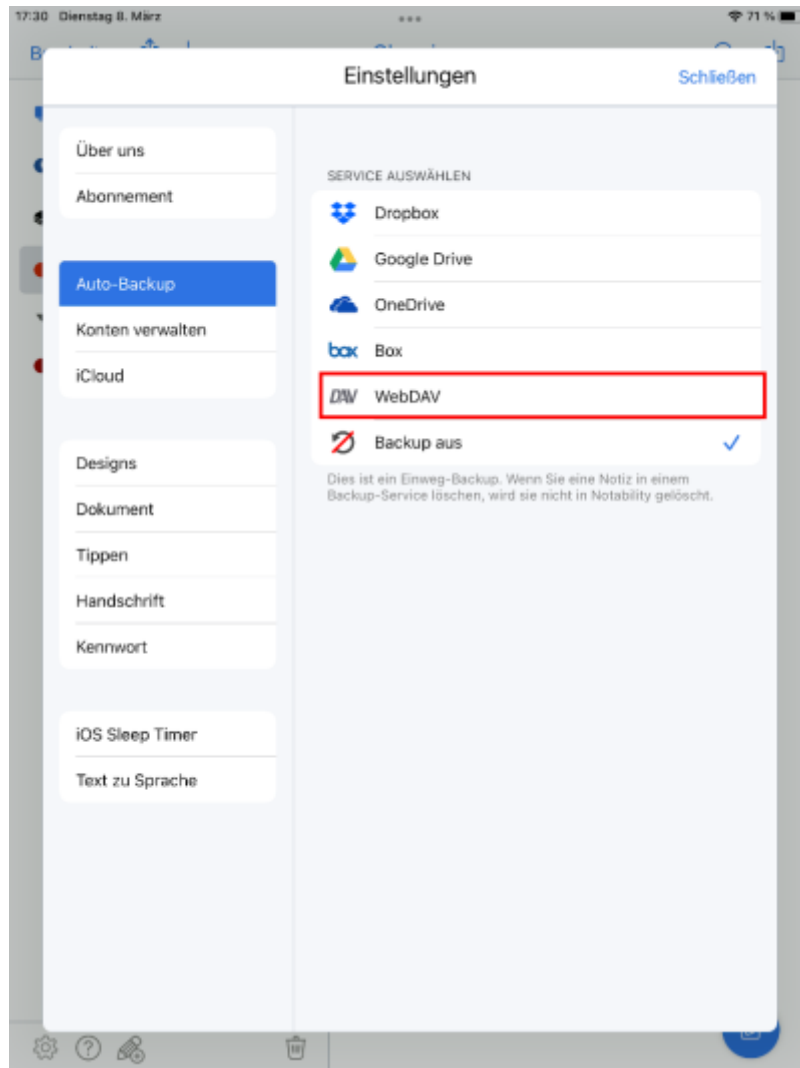 17:30 Dienstag 8. März
71 %
Einstellungen
Schließen
Über uns
Abonnement
Auto-Backup
Konten verwalten
iCloud
Designs
Dokument
Tippen
Handschrift
Kennwort
iOS Sleep Timer
Text zu Sprache
SERVICE AUSWÄHLEN
Dropbox
Google Drive
OneDrive
box Box
DAV WebDAV
Backup aus
Dies ist ein Einweg-Backup. Wenn Sie eine Notiz in einem
Backup-Service löschen, wird sie nicht in Notability gelöscht.